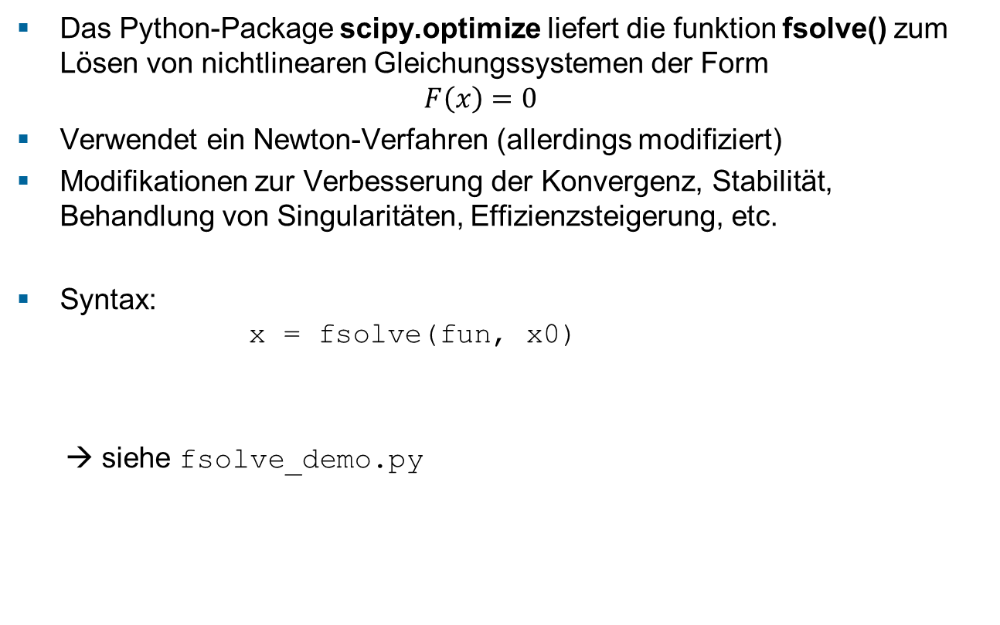 ▪ Das Python-Package scipy.optimize liefert die funktion fsolve() zum
Lösen von nichtlinearen Gleichungssystemen der Form
F(x) = 0
▪ Verwendet ein Newton-Verfahren (allerdings modifiziert)
▪ Modifikationen zur Verbesserung der Konvergenz, Stabilität,
Behandlung von Singularitäten, Effizienzsteigerung, etc.
▪ Syntax:
x = fsolve(fun, x0)
→ siehe fsolve_demo.py